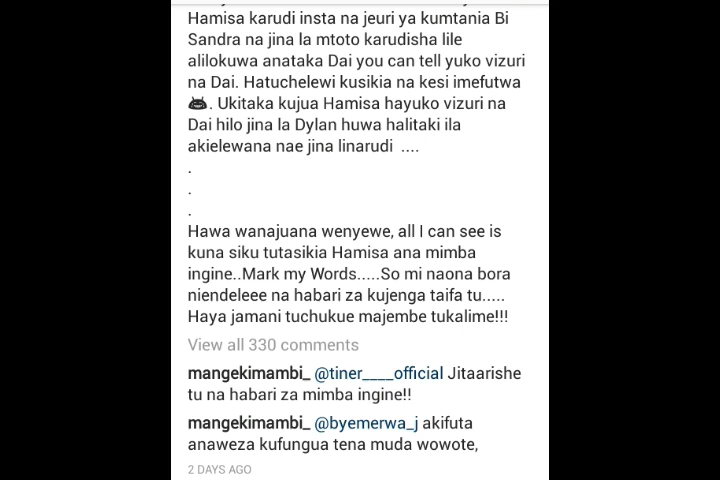 Hamisa karudi insta na jeuri ya kumtania Bi
Sandra na jina la mtoto karudisha lile
alilokuwa anataka Dai you can tell yuko vizuri
na Dai. Hatuchelewi kusikia na kesi imefutwa
. Ukitaka kujua Hamisa hayuko vizuri na
Dai hilo jina la Dylan huwa halitaki ila
akielewana nae jina linarudi ....
.
.
.
Hawa wanajuana wenyewe, all I can see is
kuna siku tutasikia Hamisa ana mimba
ingine..Mark my Words.....So mi naona bora
niendeleee na habari za kujenga taifa tu.....
Haya jamani tuchukue majembe tukalime!!!
View all 330 comments
mangekimambi_ @tiner____official Jitaarishe
tu na habari za mimba ingine!!
mangekimambi_ @byemerwa_j akifuta
anaweza kufungua tena muda wowote,
2 DAYS AGO